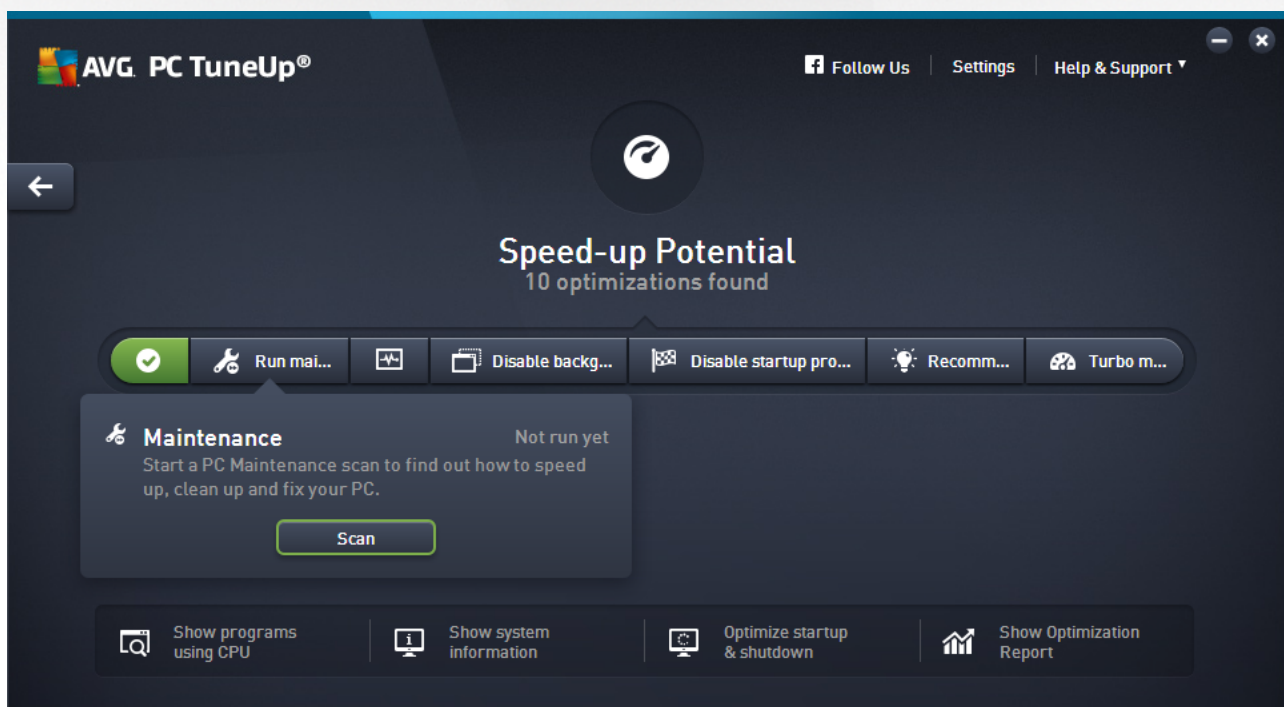 AVG. PC TuneUp®
Follow Us
Settings
Help & Support
Speed-up Potential
10 optimizations found
Run mai...
Disable backg...
Disable startup pro...
Recomm...
Turbo m...
Maintenance
Not run yet
Start a PC Maintenance scan to find out how to speed
up, clean up and fix your PC.
Scan
Show programs
using CPU
Show system
information
Optimize startup
& shutdown
Show Optimization
Report